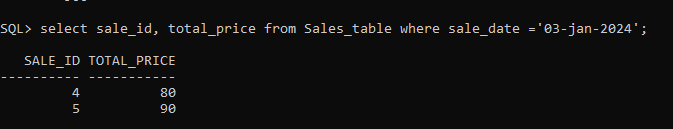 SQL> select sale_id, total_price from Sales_table where sale_date ='03-jan-2024';
SALE_ID TOTAL_PRICE
---------- -----------
4 80
5 90